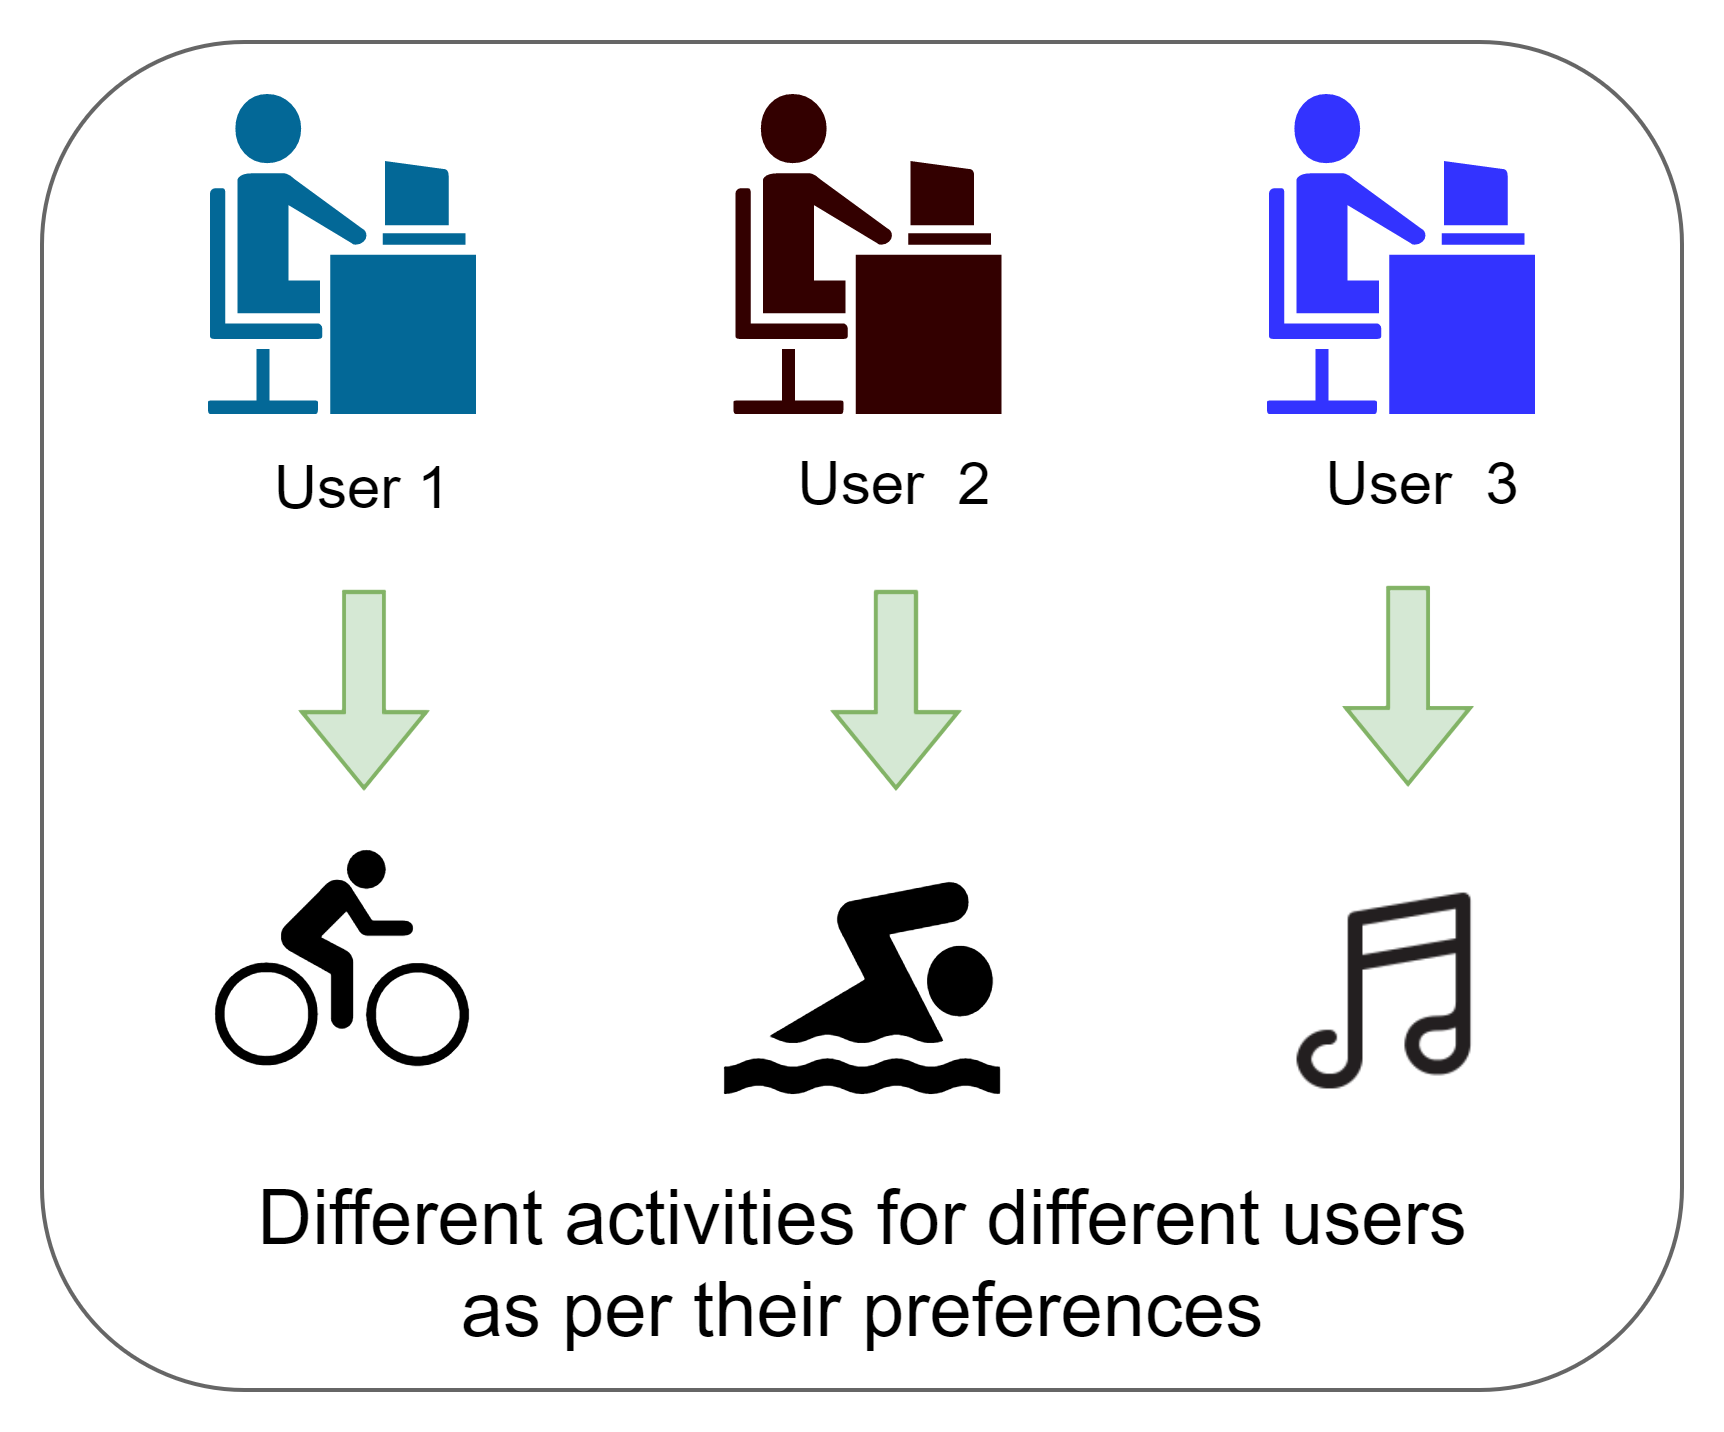 User 1
User  2
User  3
Different activities for different users
as per their preferences